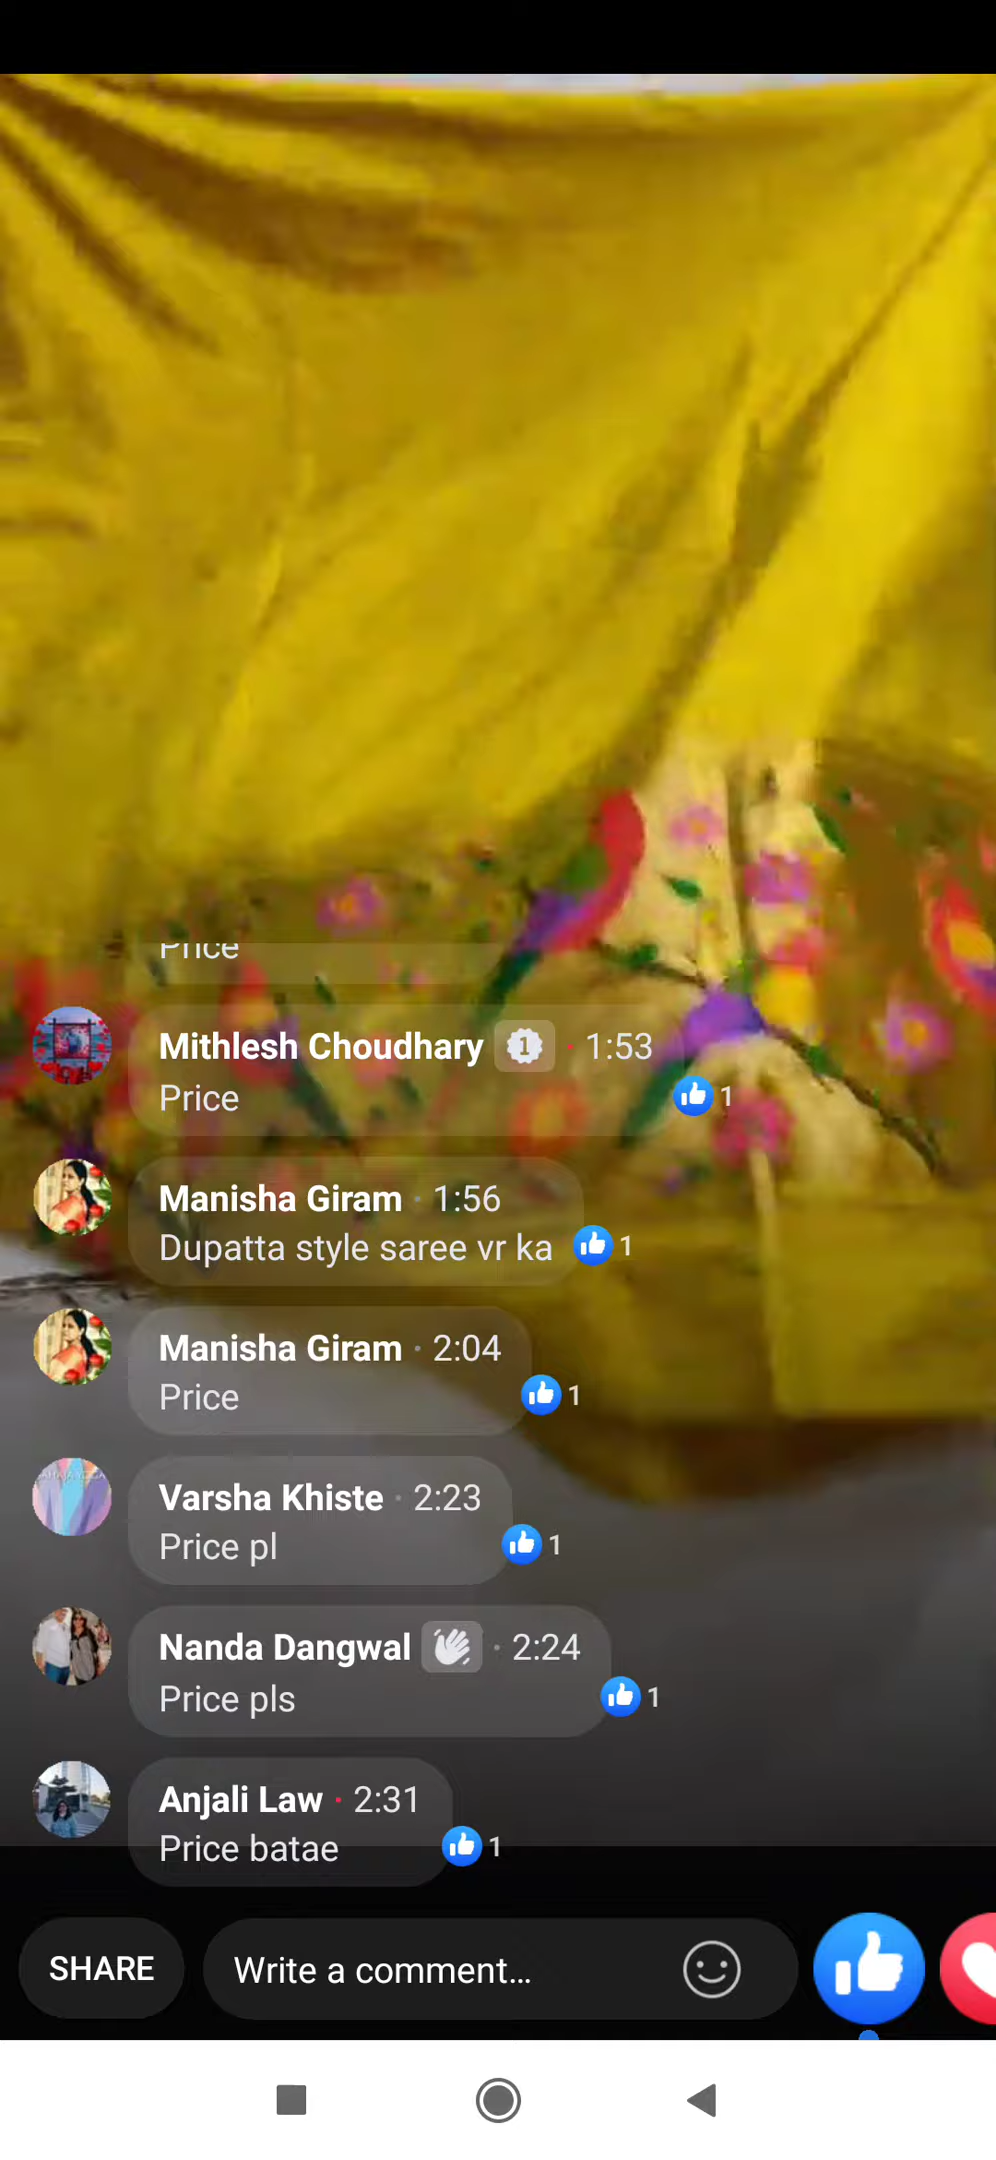 Price
Mithlesh Choudhary 1 · 1:53
Price
1
Manisha Giram · 1:56
Dupatta style saree vr ka
1
Manisha Giram · 2:04
Price
1
Varsha Khiste · 2:23
Price pl
1
Nanda Dangwal · 2:24
Price pls
1
Anjali Law · 2:31
Price batae
1
SHARE
Write a comment...